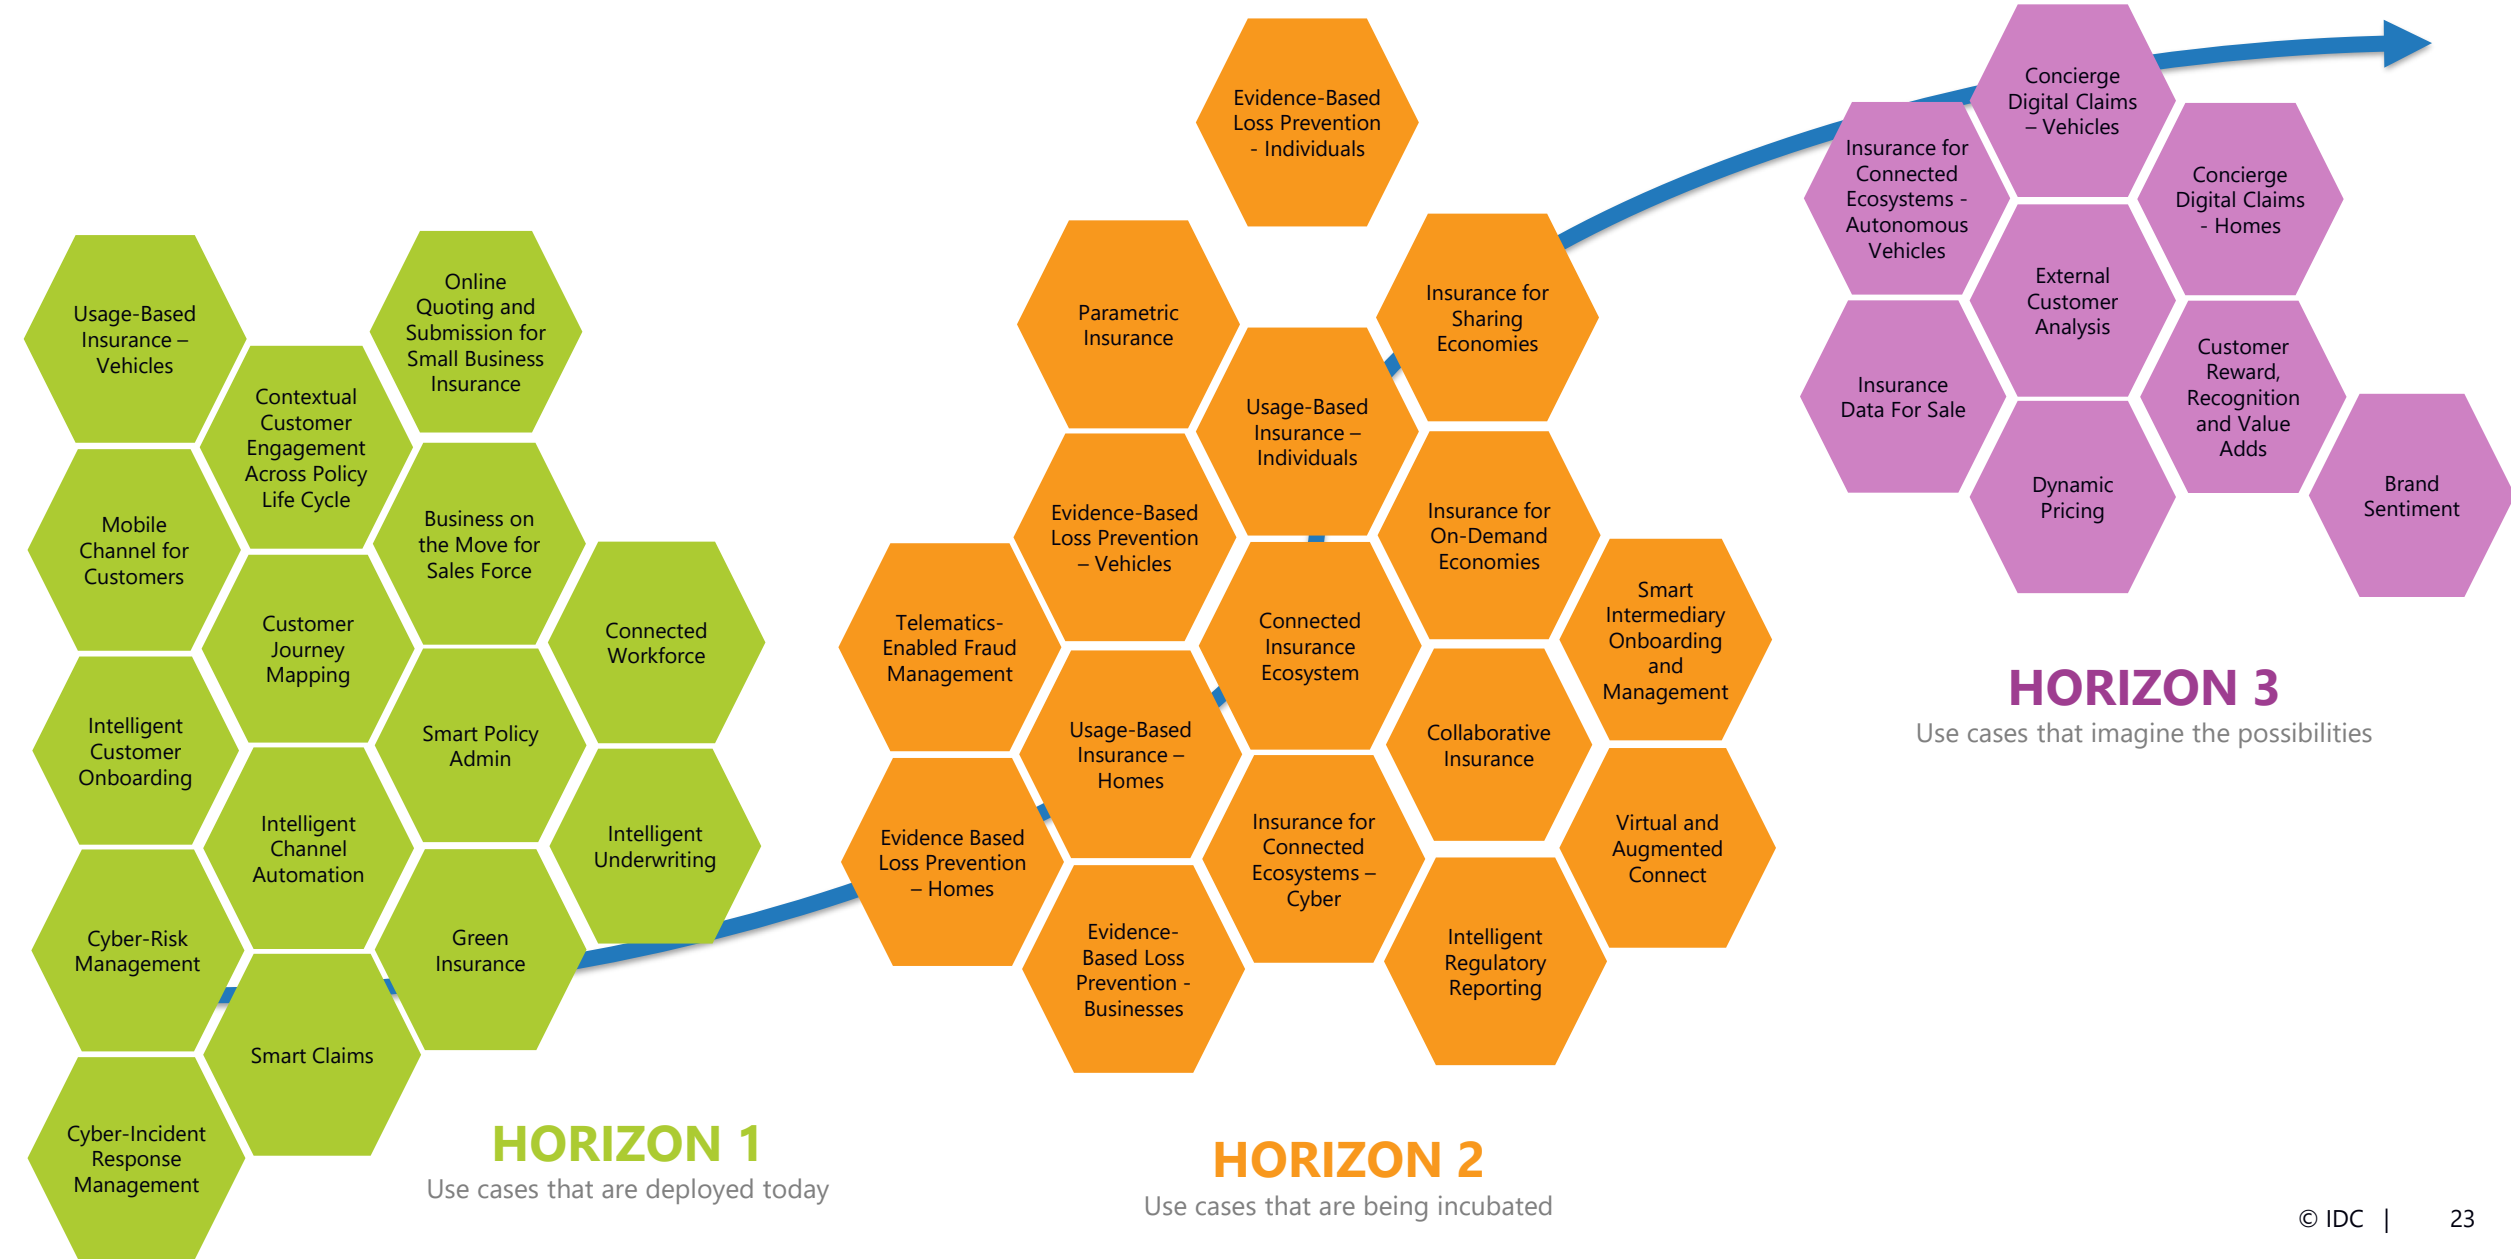 Usage-Based
Insurance –
Vehicles
Mobile
Channel for
Customers
Intelligent
Customer
Onboarding
Cyber-Risk
Management
Cyber-Incident
Response
Management
Contextual
Customer
Engagement
Across Policy
Life Cycle
Customer
Journey
Mapping
Intelligent
Channel
Automation
Smart Claims
Online
Quoting and
Submission for
Small Business
Insurance
Business on
the Move for
Sales Force
Smart Policy
Admin
Green
Insurance
Connected
Workforce
Intelligent
Underwriting
HORIZON 1
Use cases that are deployed today
Telematics-
Enabled Fraud
Management
Evidence Based
Loss Prevention
– Homes
Parametric
Insurance
Evidence-Based
Loss Prevention
– Vehicles
Usage-Based
Insurance –
Homes
Evidence-
Based Loss
Prevention -
Businesses
Evidence-Based
Loss Prevention
- Individuals
Usage-Based
Insurance –
Individuals
Connected
Insurance
Ecosystem
Insurance for
Connected
Ecosystems –
Cyber
Insurance for
Sharing
Economies
Insurance for
On-Demand
Economies
Collaborative
Insurance
Intelligent
Regulatory
Reporting
Smart
Intermediary
Onboarding
and
Management
Virtual and
Augmented
Connect
HORIZON 2
Use cases that are being incubated
Insurance for
Connected
Ecosystems -
Autonomous
Vehicles
Insurance
Data For Sale
Concierge
Digital Claims
– Vehicles
External
Customer
Analysis
Dynamic
Pricing
Concierge
Digital Claims
- Homes
Customer
Reward,
Recognition
and Value
Adds
Brand
Sentiment
HORIZON 3
Use cases that imagine the possibilities
© IDC |
23